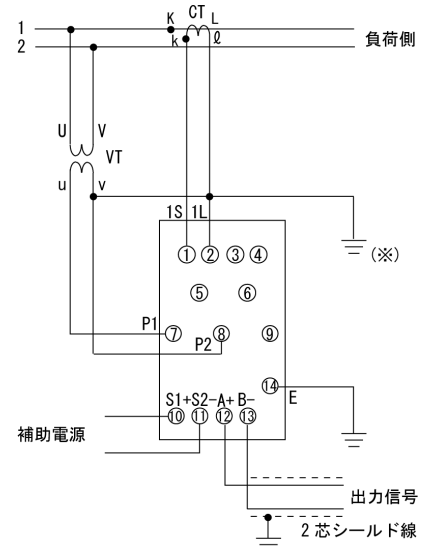 CT
K L
1
2
k ℓ
負荷側
U V
VT
u v
1S 1L
① ② ③ ④
(※)
⑤ ⑥
P1 ⑦ ⑧ ⑨
P2
⑭ E
S1+S2-A+B-
⑩ ⑪ ⑫ ⑬
補助電源
出力信号
2芯シールド線